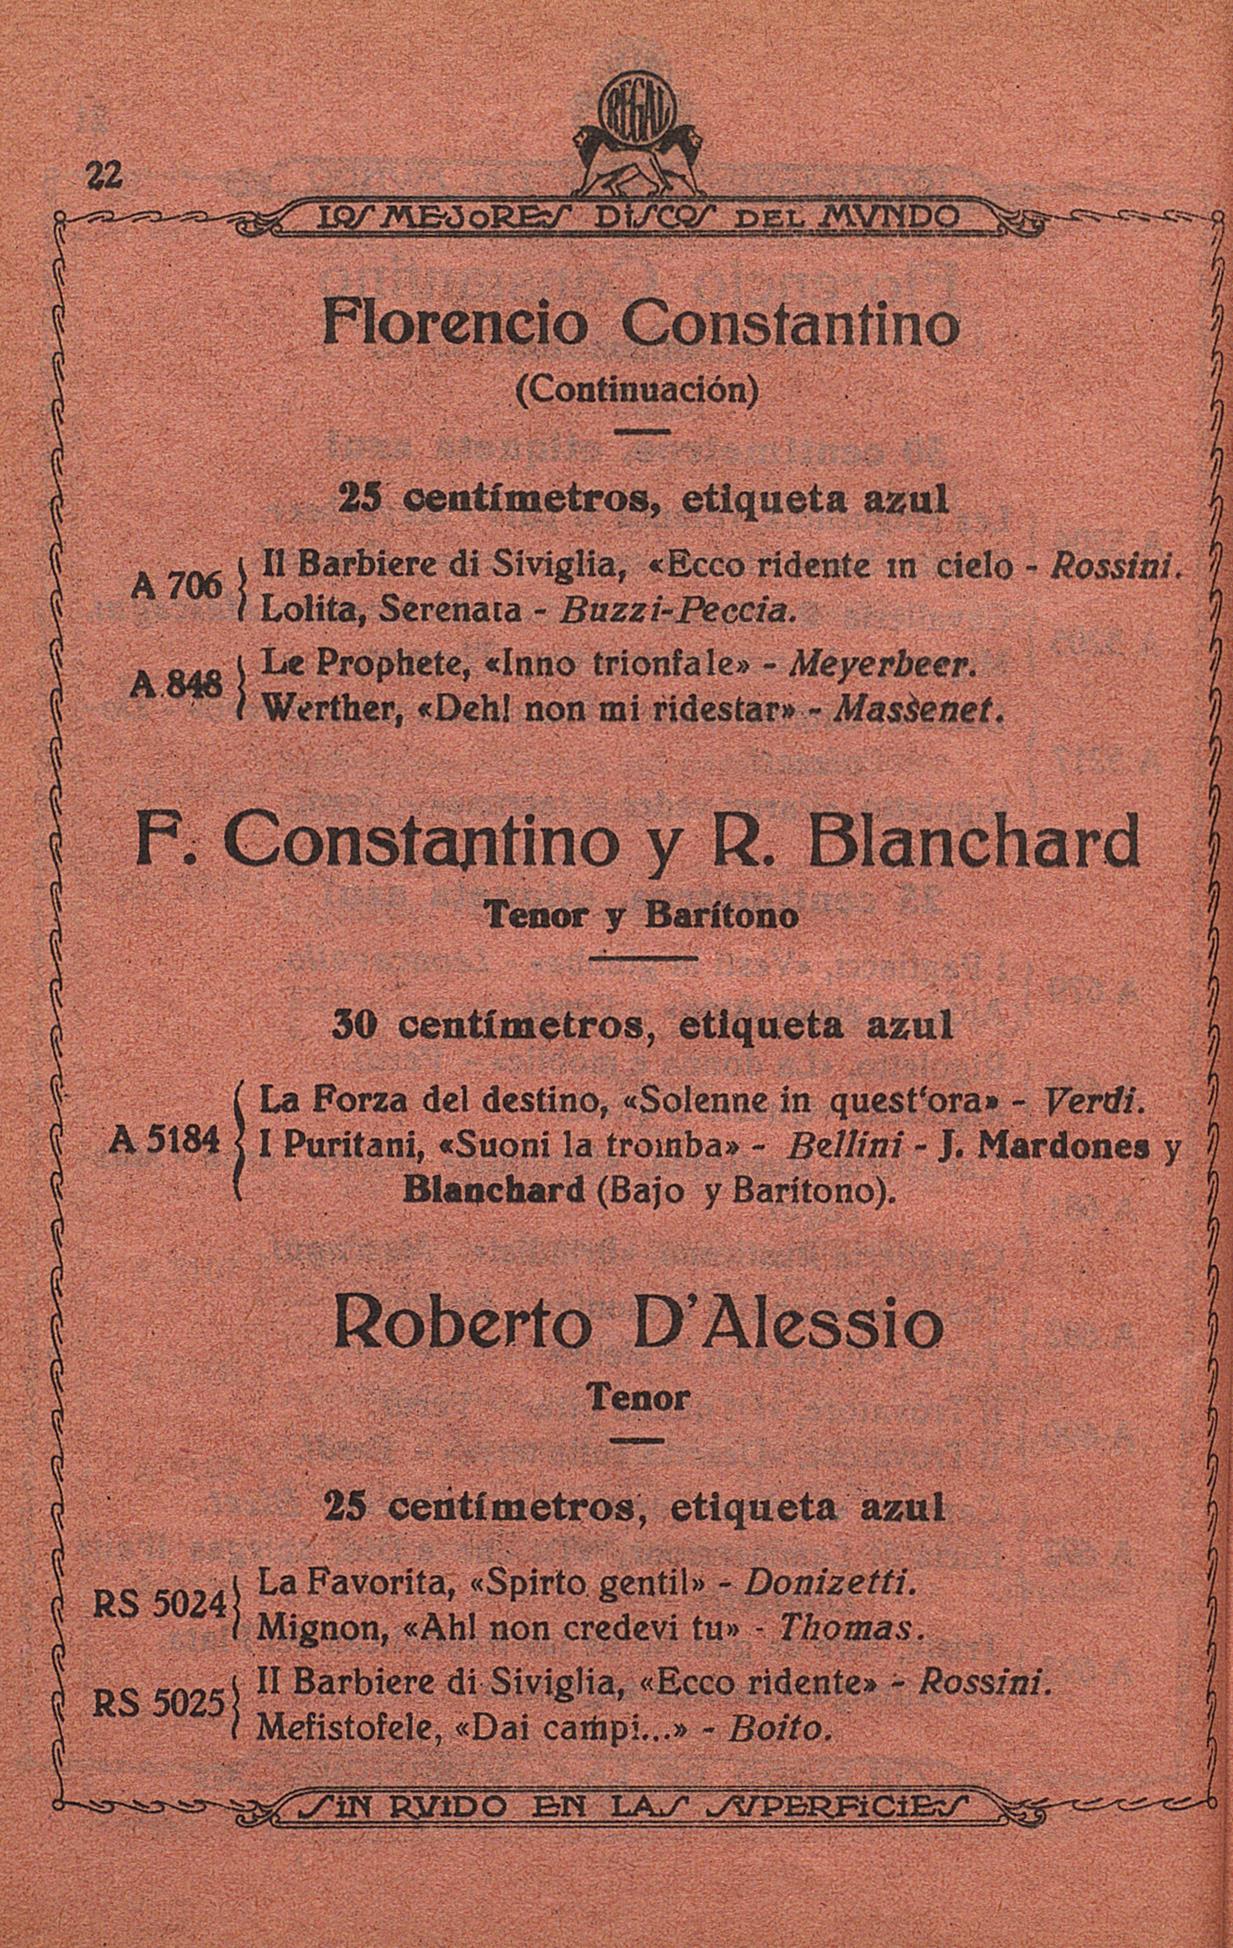 REGAL
22
LOS MEJORES DISCOS DEL MVNDO
Florencio Constantino
(Continuación)
25 centímetros, etiqueta azul
A 706
Il Barbiere di Siviglia, «Ecco ridente in cielo - Rossini.
Lolita, Serenata - Buzzi-Peccia.
A 848
Le Prophete, «Inno trionfale» - Meyerbeer.
Werther, «Deh! non mi ridestar» - Massenet.
F. Constantino y R. Blanchard
Tenor y Barítono
30 centímetros, etiqueta azul
A 5184
La Forza del destino, «Solenne in quest‘ora» - Verdi.
I Puritani, «Suoni la tromba» - Bellini - J. Mardones y
Blanchard (Bajo y Barítono).
Roberto D’Alessio
Tenor
25 centímetros, etiqueta azul
RS 5024
La Favorita, «Spirto gentil» - Donizetti.
Mignon, «Ah! non credevi tu» - Thomas.
RS 5025
Il Barbiere di Siviglia, «Ecco ridente» - Rossini.
Mefistofele, «Dai campi...» - Boito.
SIN RVIDO EN LAS SVPERFICIES